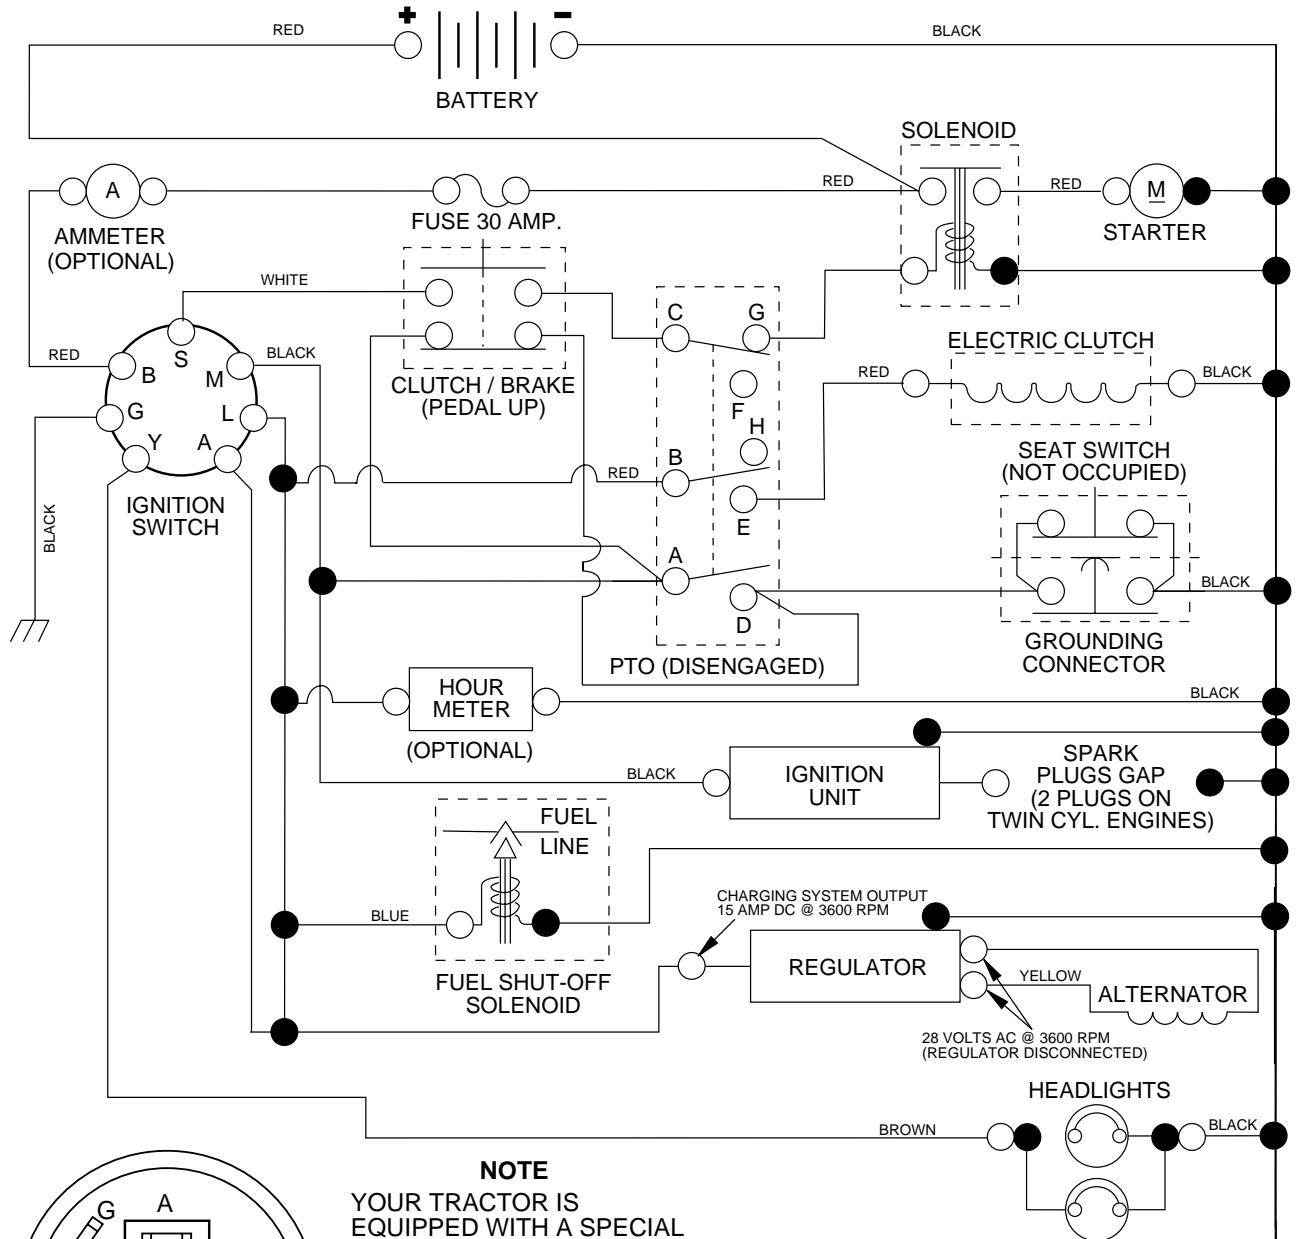 RED
+
-
BLACK
BATTERY
SOLENOID
A
RED
RED
M
FUSE 30 AMP.
AMMETER
(OPTIONAL)
STARTER
WHITE
C
G
RED
S
BLACK
B
M
CLUTCH / BRAKE
(PEDAL UP)
ELECTRIC CLUTCH
RED
BLACK
F
G
L
Y
A
H
B
RED
SEAT SWITCH
(NOT OCCUPIED)
IGNITION
SWITCH
BLACK
E
A
BLACK
D
GROUNDING
CONNECTOR
PTO (DISENGAGED)
HOUR
METER
(OPTIONAL)
BLACK
BLACK
IGNITION
UNIT
SPARK
PLUGS GAP
(2 PLUGS ON
TWIN CYL. ENGINES)
FUEL
LINE
BLUE
CHARGING SYSTEM OUTPUT
15 AMP DC @ 3600 RPM
REGULATOR
YELLOW
ALTERNATOR
FUEL SHUT-OFF
SOLENOID
28 VOLTS AC @ 3600 RPM
(REGULATOR DISCONNECTED)
HEADLIGHTS
BROWN
BLACK
G
A
NOTE
YOUR TRACTOR IS
EQUIPPED WITH A SPECIAL